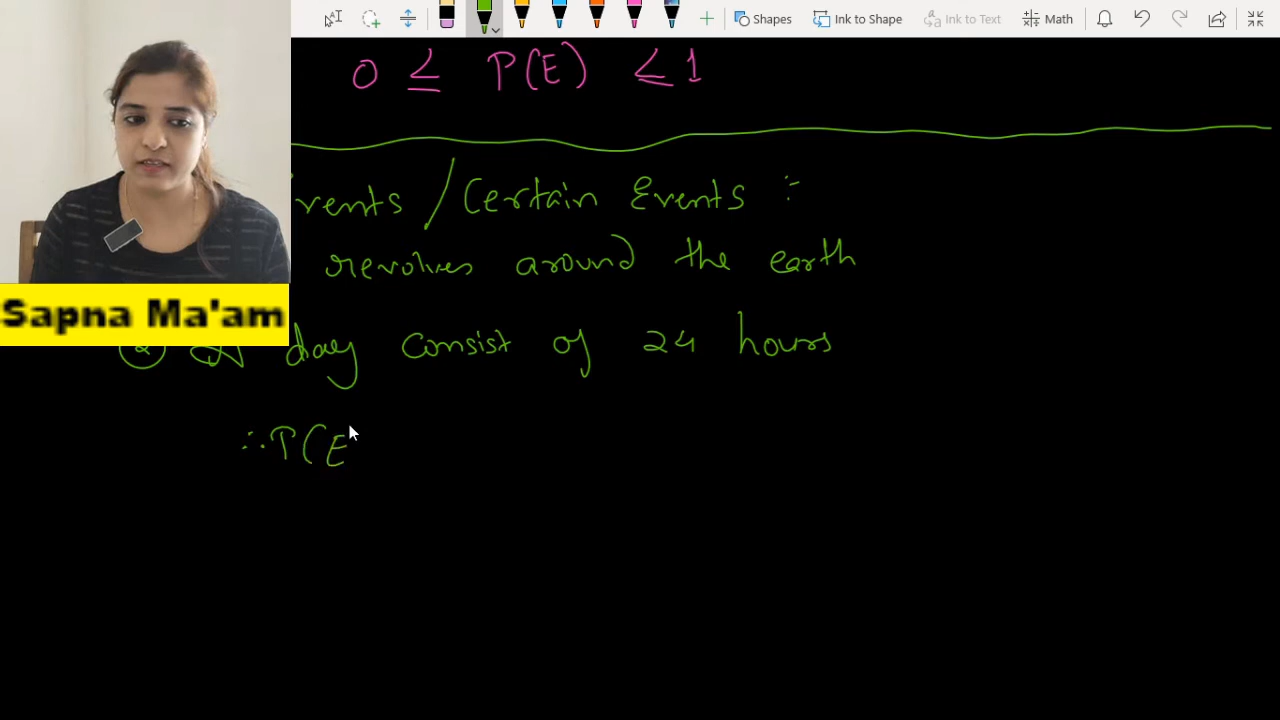 Shapes Ink to Shape Ink to Text Math
0 ≤ P(E) ≤ 1
vents / Certain Events :
revolves around the earth
Sapna Ma'am
② A day consist of 24 hours
∴ P(E